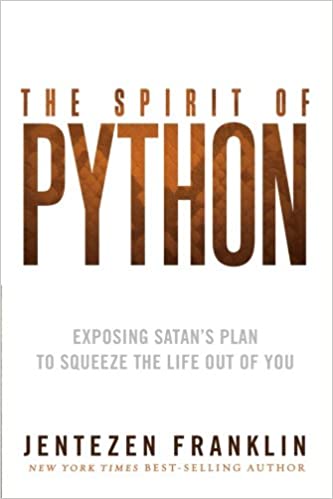 THE SPIRIT OF
PYTHON
EXPOSING SATAN'S PLAN
TO SQUEEZE THE LIFE OUT OF YOU
JENTEZEN FRANKLIN
NEW YORK TIMES BEST-SELLING AUTHOR